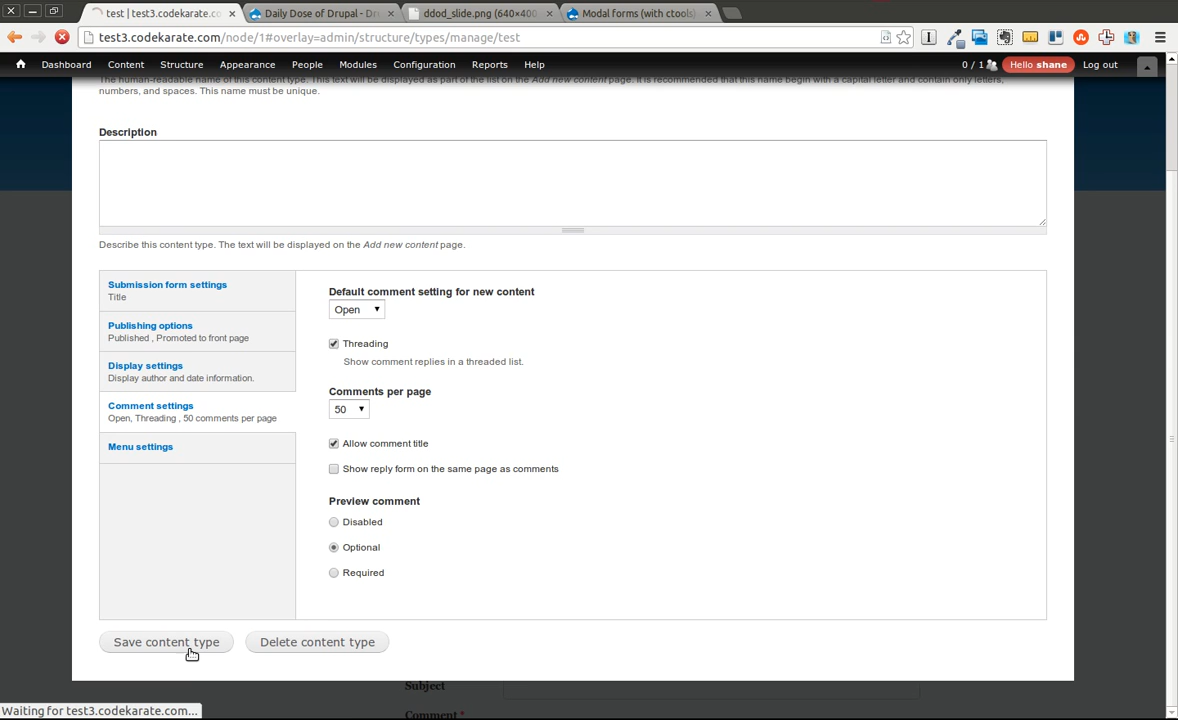 test | test3.codekarate.co
Daily Dose of Drupal - Dr
ddod_slide.png (640×400
Modal forms (with ctools)
test3.codekarate.com/node/1#overlay=admin/structure/types/manage/test
Dashboard Content Structure Appearance People Modules Configuration Reports Help 0 / 1 Hello shane Log out
The human-readable name of this content type. This text will be displayed as part of the list on the Add new content page. It is recommended that this name begin with a capital letter and contain only letters,
numbers, and spaces. This name must be unique.
Description
Describe this content type. The text will be displayed on the Add new content page.
Submission form settings
Title
Publishing options
Published , Promoted to front page
Display settings
Display author and date information.
Comment settings
Open, Threading , 50 comments per page
Menu settings
Default comment setting for new content
Open
Threading
Show comment replies in a threaded list.
Comments per page
50
Allow comment title
Show reply form on the same page as comments
Preview comment
Disabled
Optional
Required
Save content type
Delete content type
Subject
Comment *
Waiting for test3.codekarate.com...